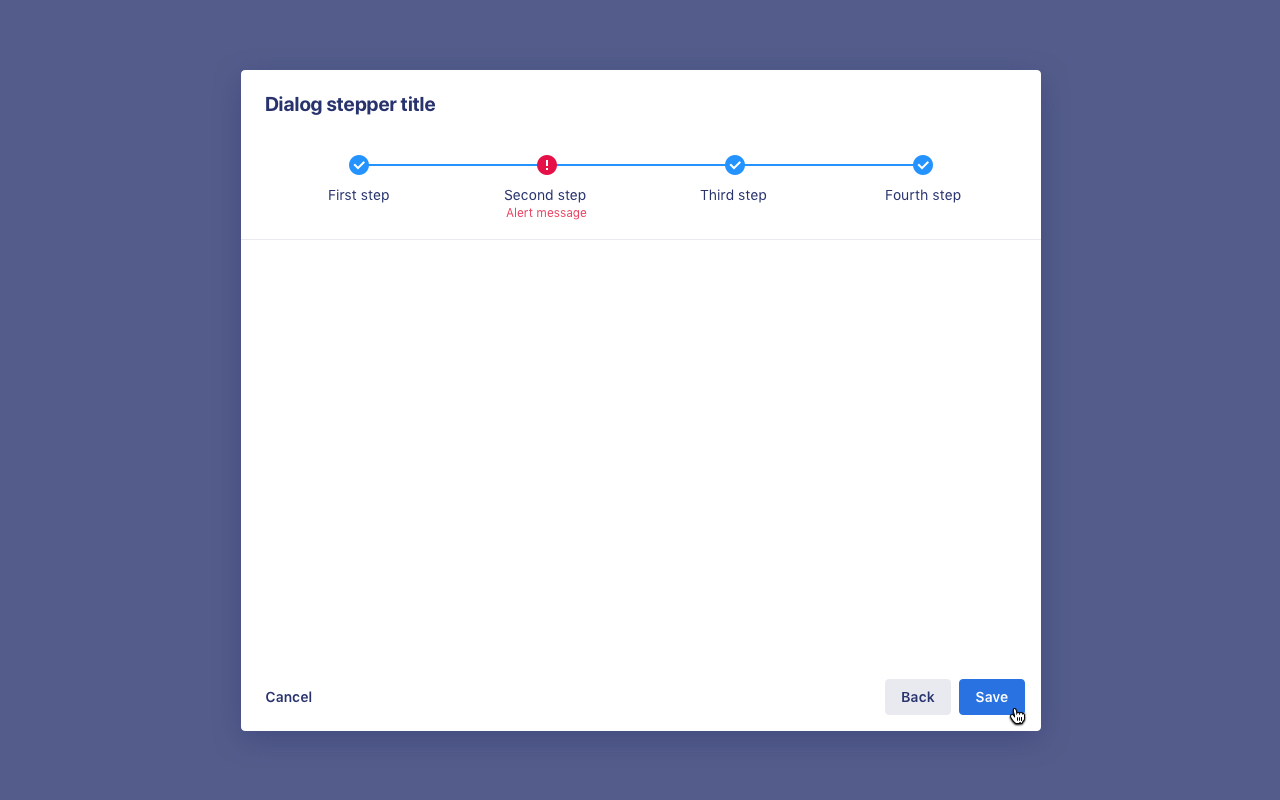 Dialog stepper title
First step
Second step
Third step
Fourth step
Alert message
Cancel
Back
Save